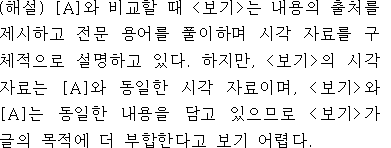 (해설) [A]와 비교할 때 <보기>는 내용의 출처를
제시하고 전문 용어를 풀이하며 시각 자료를 구
체적으로 설명하고 있다. 하지만, <보기>의 시각
자료는 [A]와 동일한 시각 자료이며, <보기>와
[A]는 동일한 내용을 담고 있으므로 <보기>가
글의 목적에 더 부합한다고 보기 어렵다.